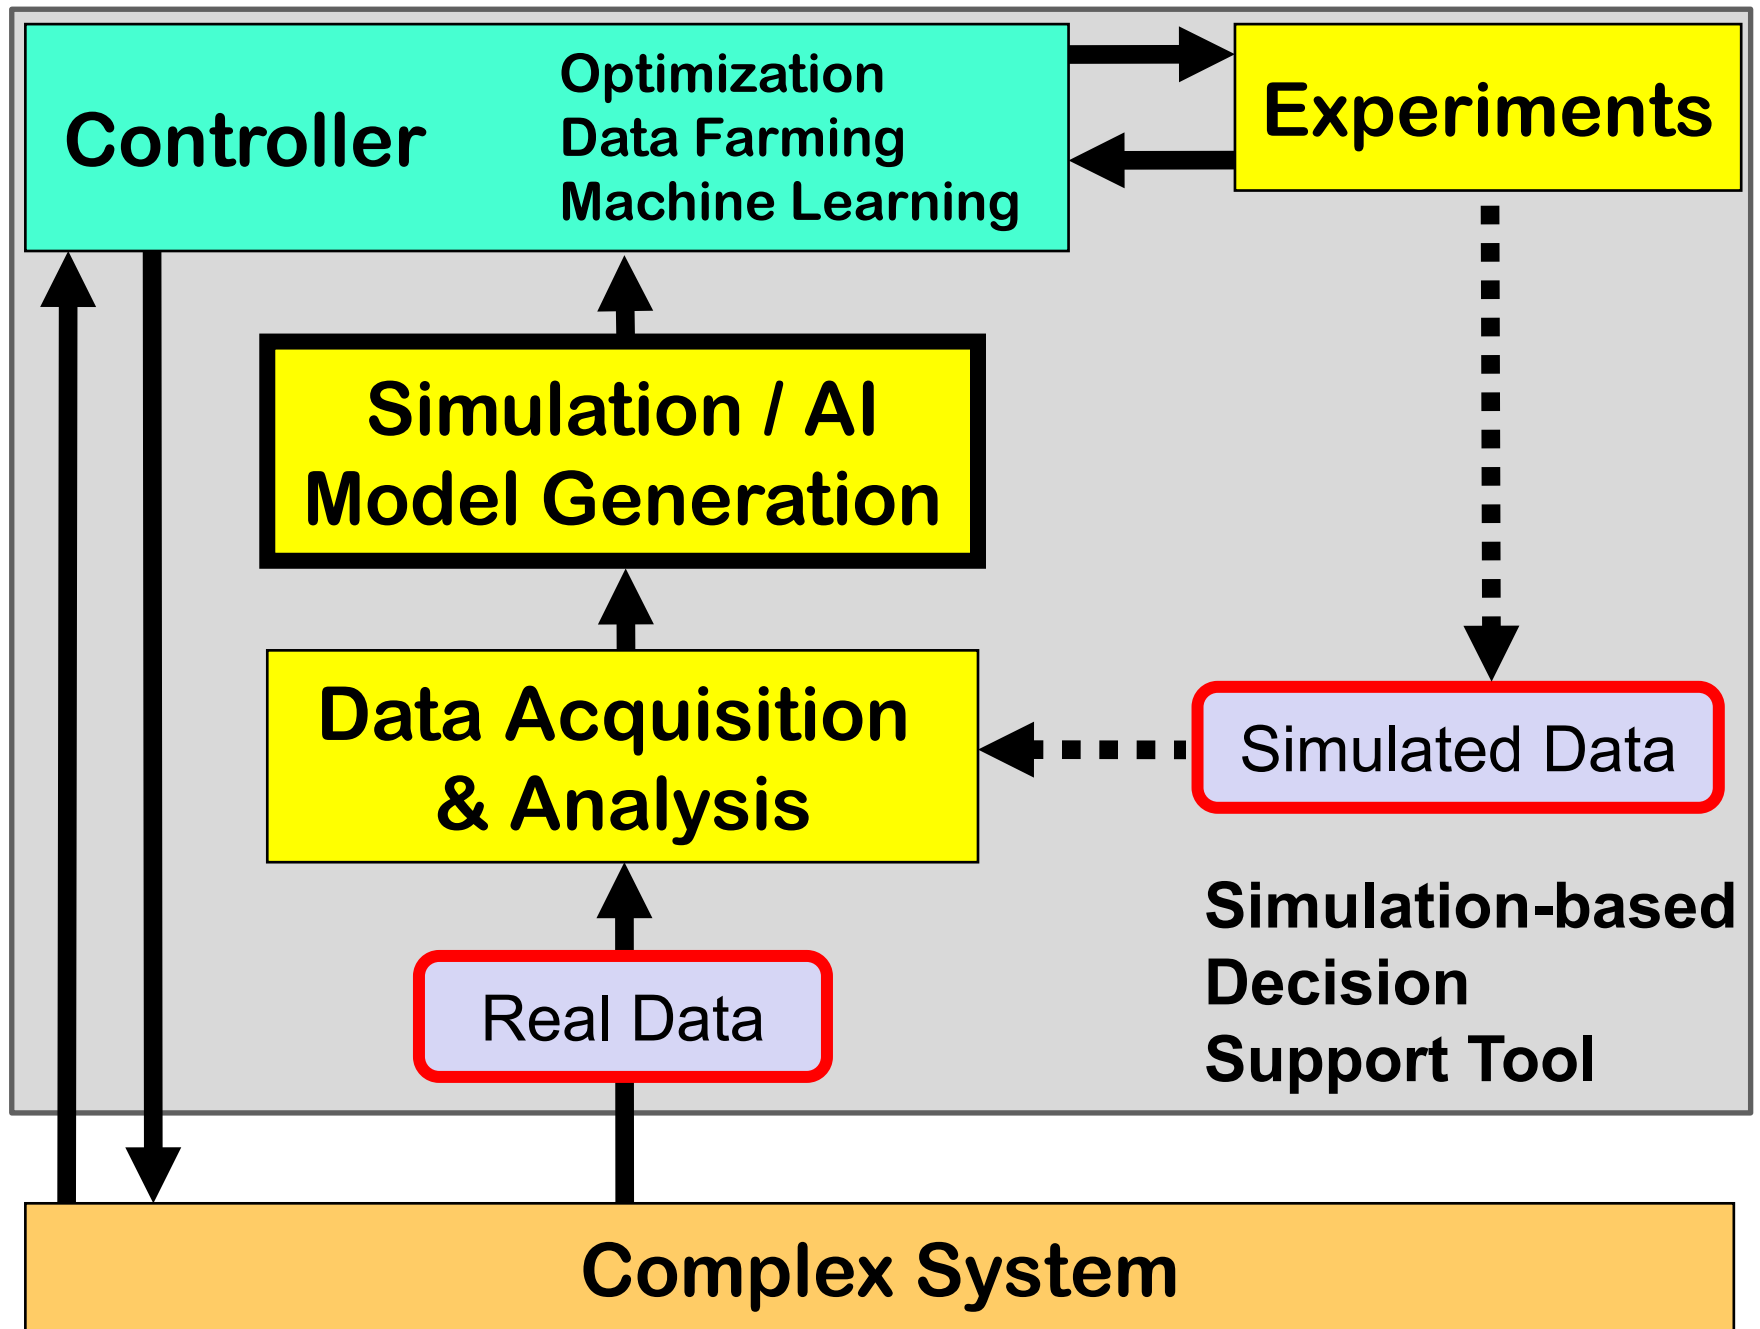 Controller
Optimization
Data Farming
Machine Learning
Experiments
Simulation / AI
Model Generation
Data Acquisition
& Analysis
Simulated Data
Real Data
Simulation-based
Decision
Support Tool
Complex System